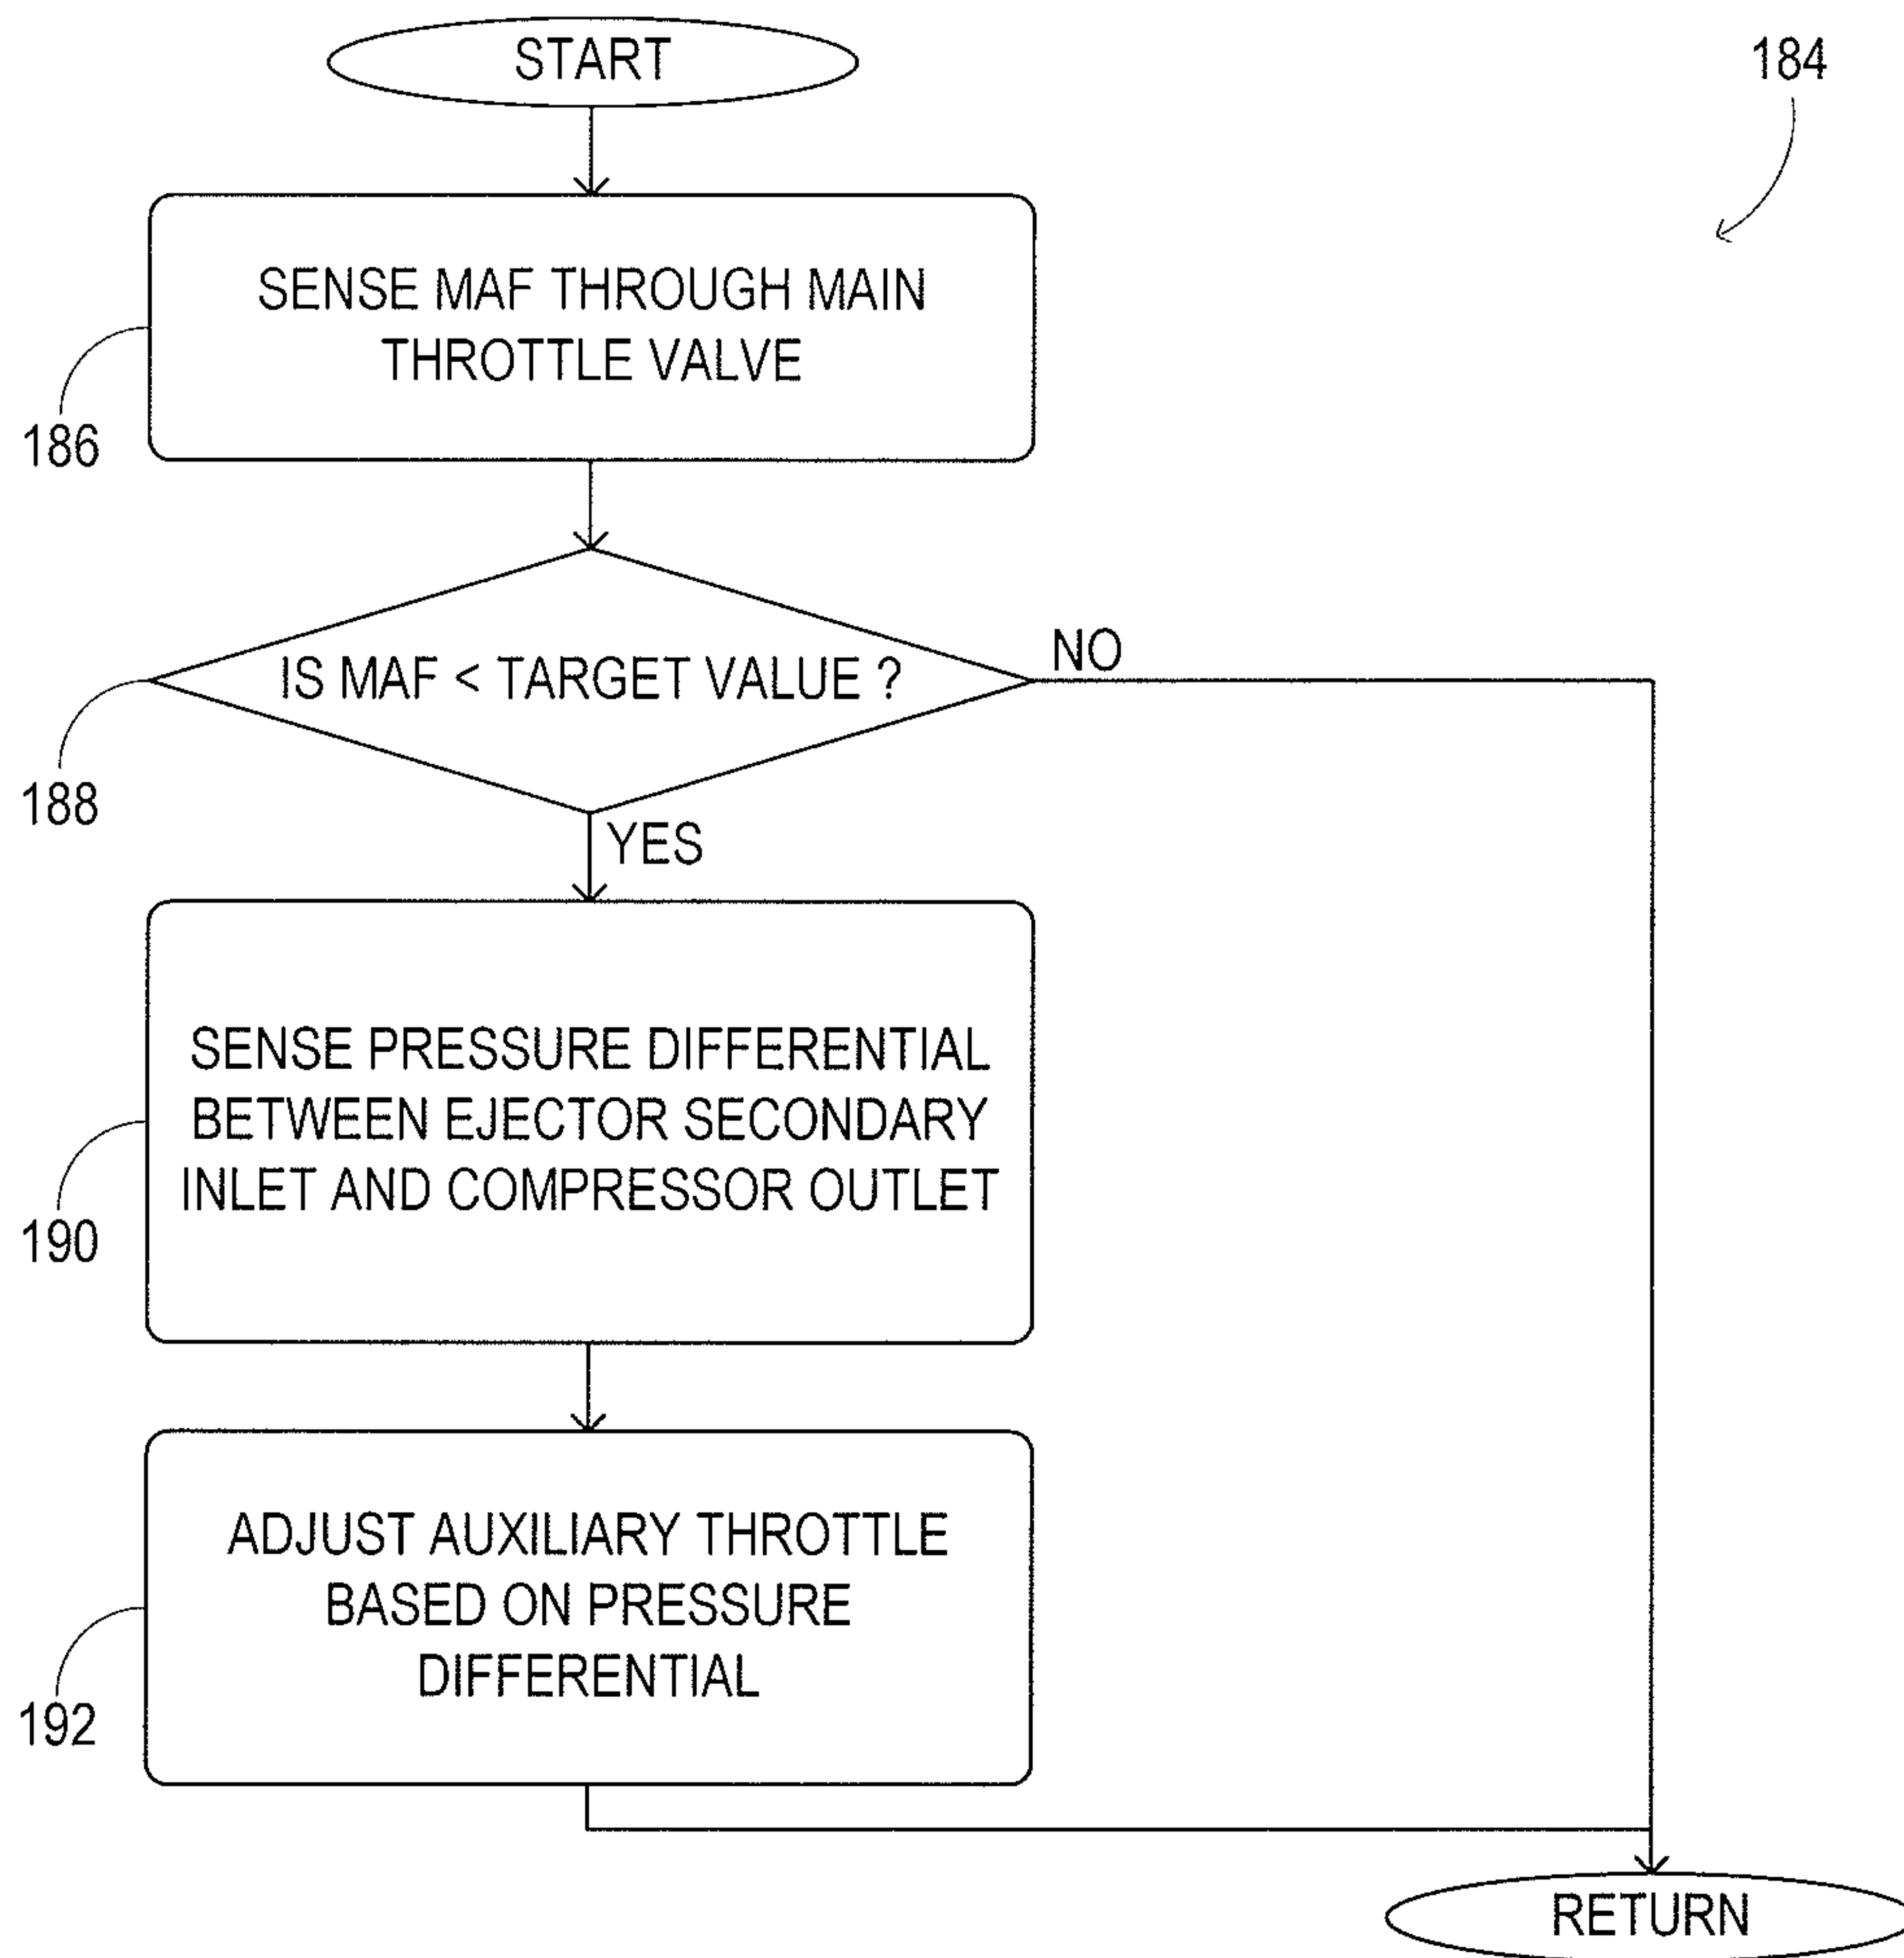 START
184
SENSE MAF THROUGH MAIN
THROTTLE VALVE
186
IS MAF < TARGET VALUE ?
NO
188
YES
SENSE PRESSURE DIFFERENTIAL
BETWEEN EJECTOR SECONDARY
INLET AND COMPRESSOR OUTLET
190
ADJUST AUXILIARY THROTTLE
BASED ON PRESSURE
DIFFERENTIAL
192
RETURN